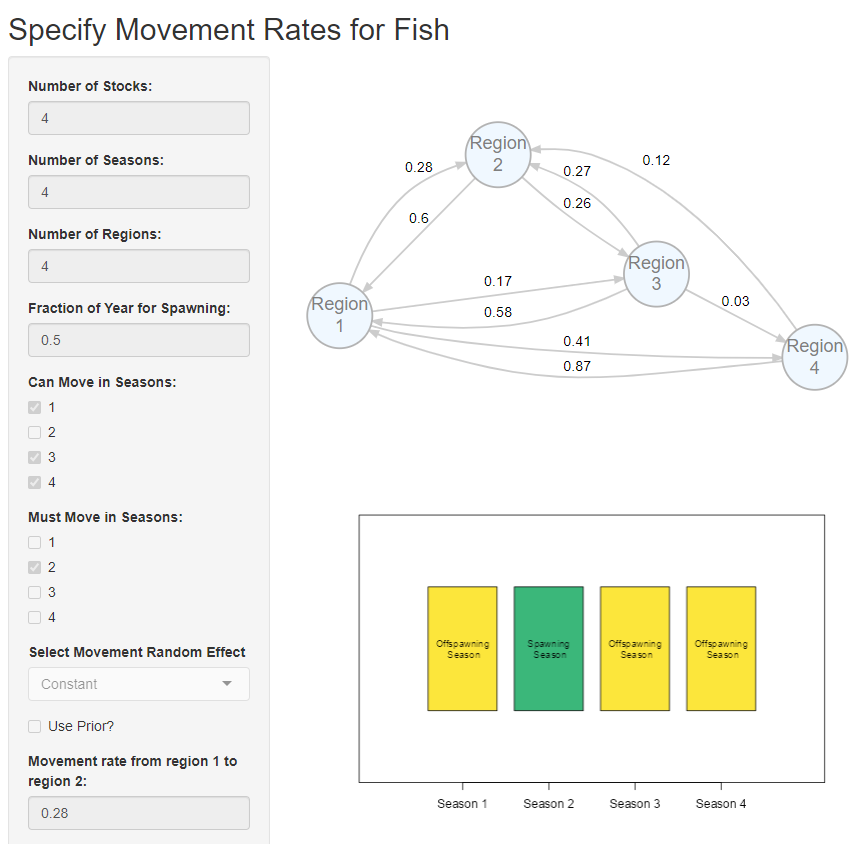 Specify Movement Rates for Fish
Number of Stocks:
4
Number of Seasons:
4
Number of Regions:
4
Fraction of Year for Spawning:
0.5
Can Move in Seasons:
1
2
3
4
Must Move in Seasons:
1
2
3
4
Select Movement Random Effect
Constant
Use Prior?
Movement rate from region 1 to
region 2:
0.28
Region
2
0.28
0.27
0.12
0.26
0.6
Region
3
0.17
Region
1
0.58
0.03
0.41
Region
4
0.87
Offspawning
Season
Spawning
Season
Offspawning
Season
Offspawning
Season
Season 1
Season 2
Season 3
Season 4